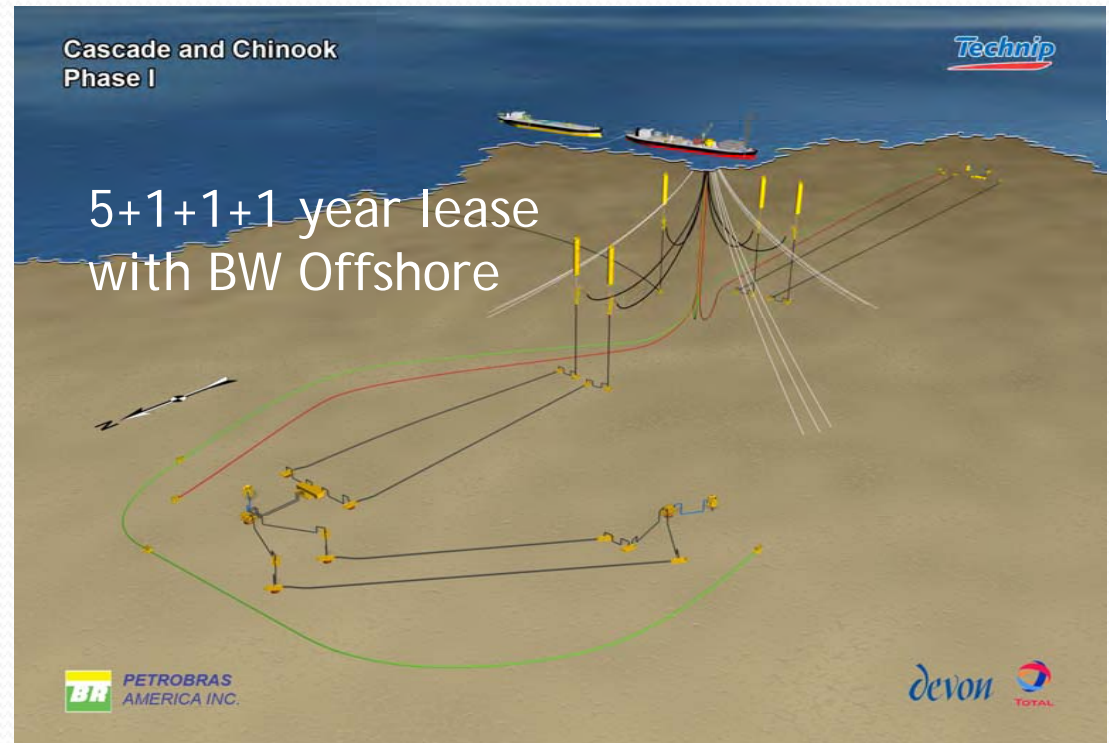 Cascade and Chinook
Phase I
Technip
5+1+1+1 year lease
with BW Offshore
N
BR
PETROBRAS
AMERICA INC.
devon
TOTAL